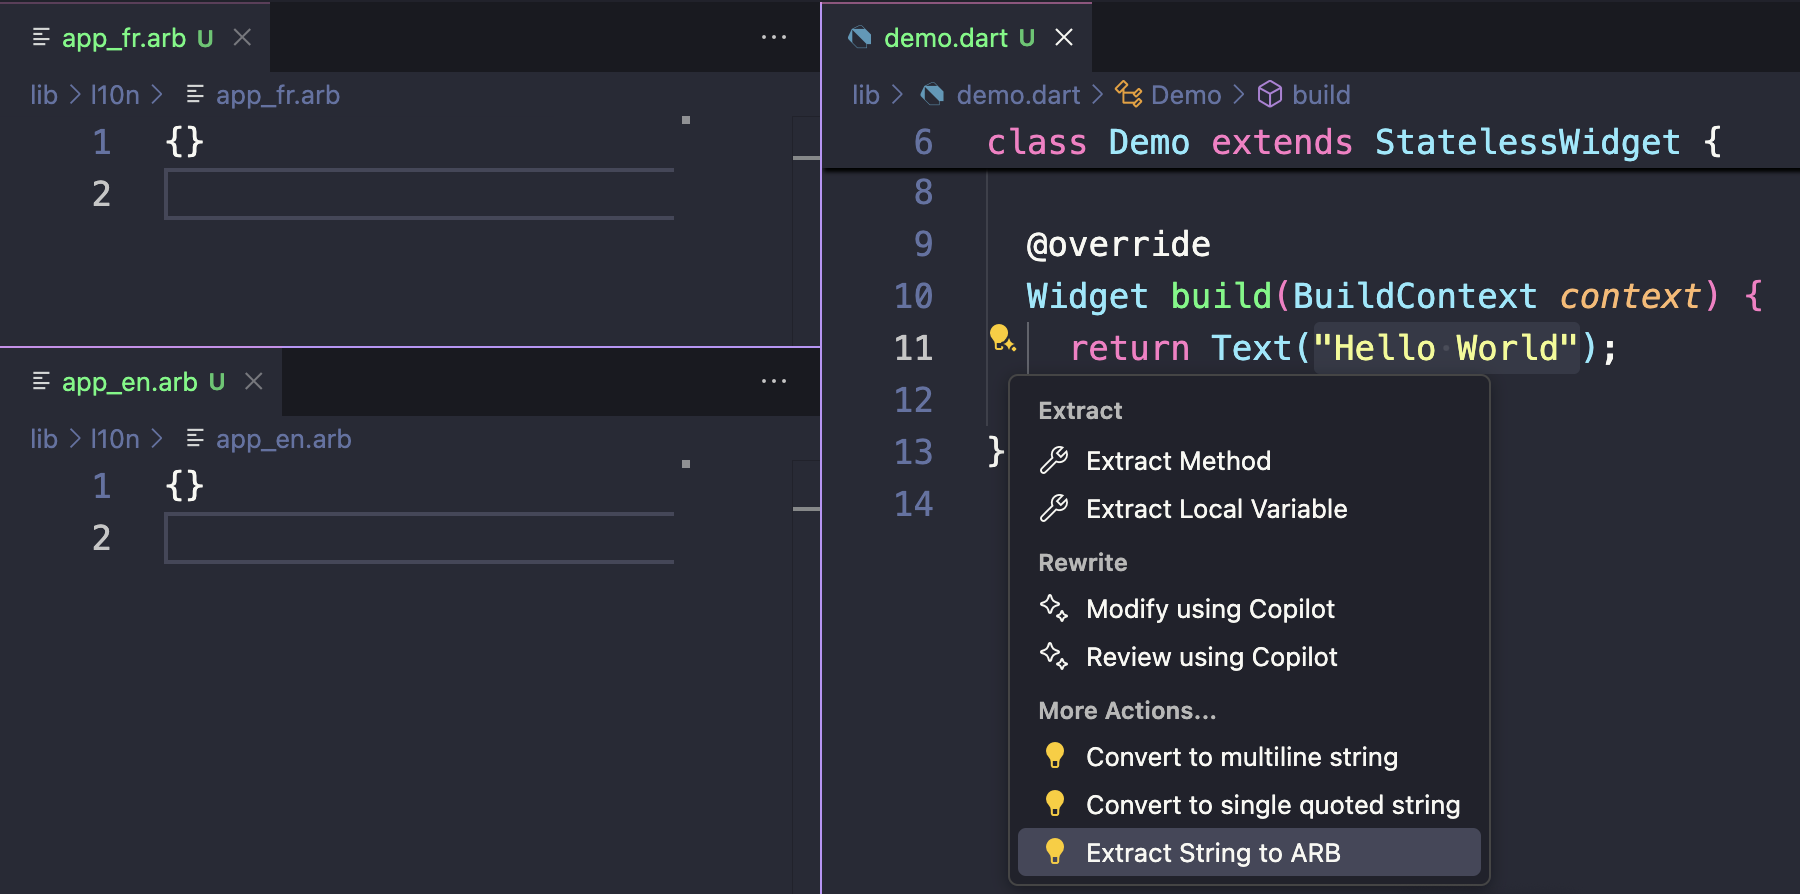 app_fr.arb U
lib > l10n > app_fr.arb
1 {}
2
app_en.arb U
lib > l10n > app_en.arb
1 {}
2
demo.dart U
lib > demo.dart > Demo > build
6 class Demo extends StatelessWidget {
8
9 @override
10 Widget build(BuildContext context) {
11 return Text("Hello World");
12
13 }
14
Extract
Extract Method
Extract Local Variable
Rewrite
Modify using Copilot
Review using Copilot
More Actions...
Convert to multiline string
Convert to single quoted string
Extract String to ARB